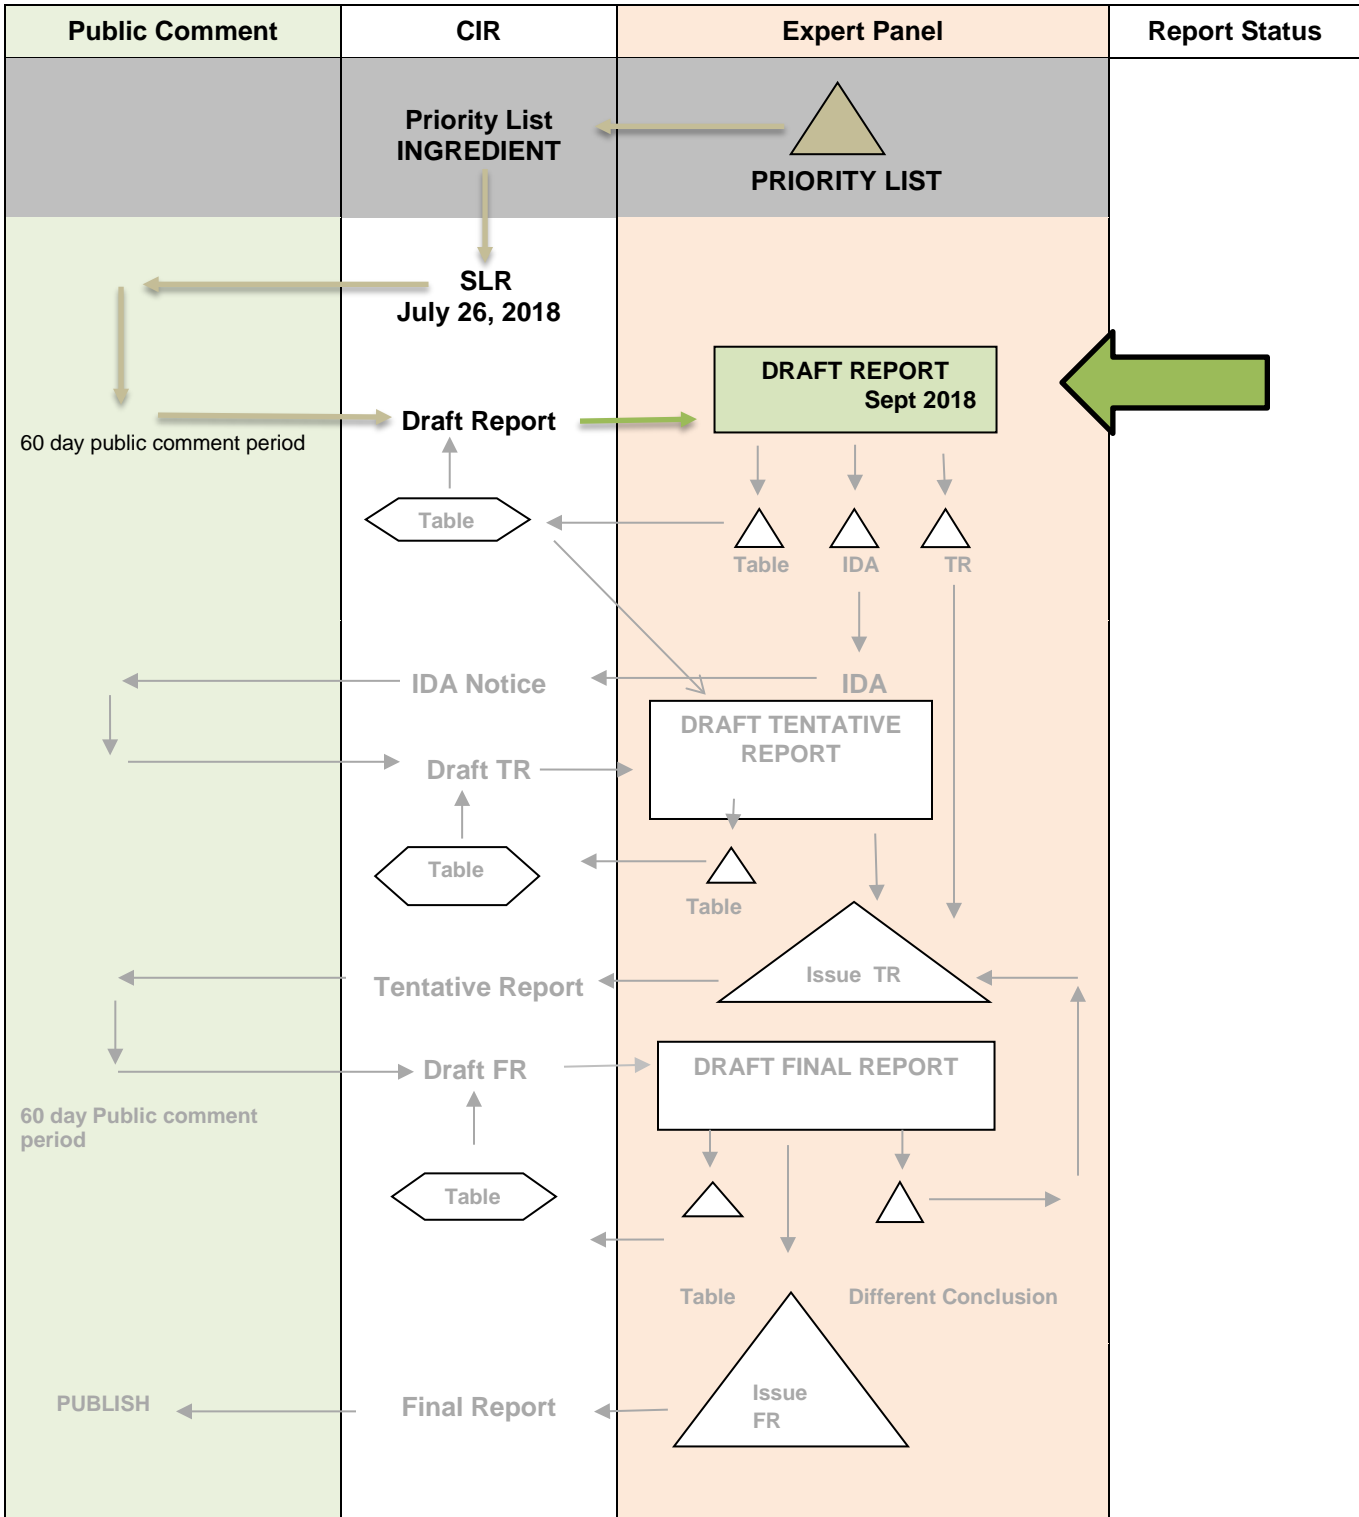 Public Comment
CIR
Expert Panel
Report Status
Priority List
INGREDIENT
PRIORITY LIST
SLR
July 26, 2018
60 day public comment period
Draft Report
DRAFT REPORT
Sept 2018
Table
Table
IDA
TR
IDA Notice
IDA
DRAFT TENTATIVE
REPORT
Draft TR
Table
Table
Tentative Report
Issue TR
Draft FR
DRAFT FINAL REPORT
60 day Public comment
period
Table
Table
Different Conclusion
PUBLISH
Final Report
Issue
FR